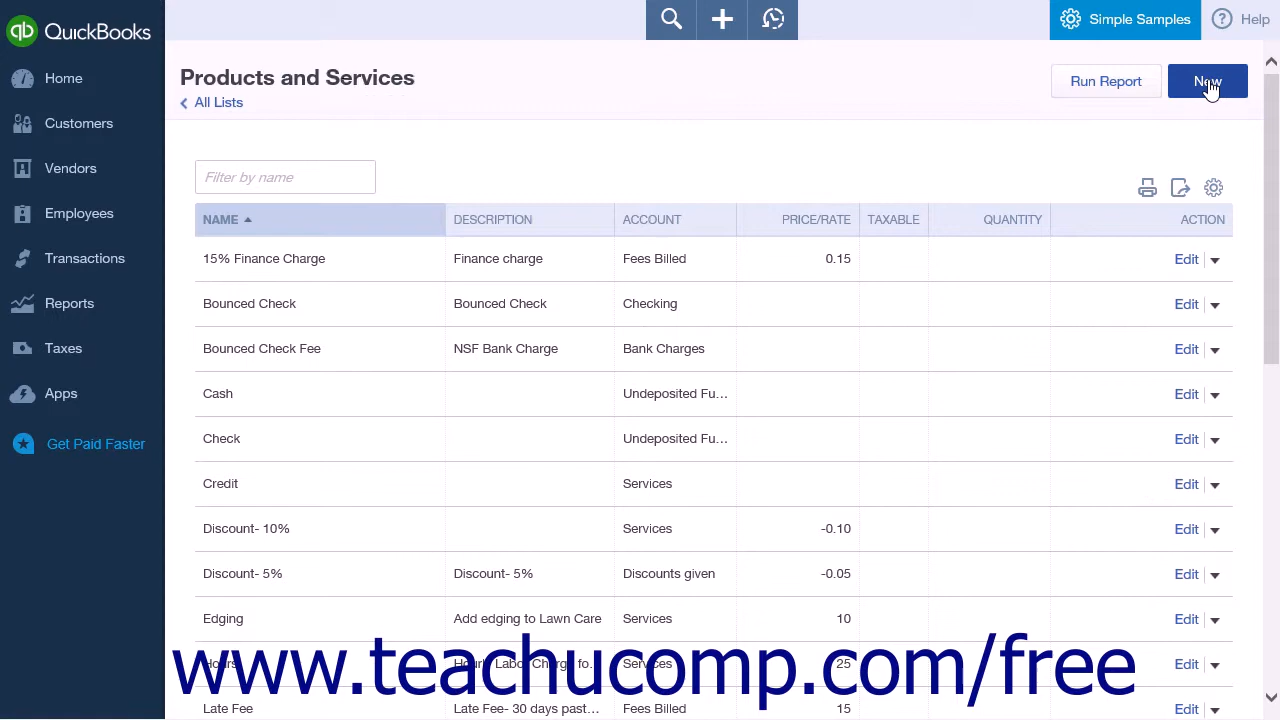 QuickBooks
Simple Samples
Help
Home
Customers
Vendors
Employees
Transactions
Reports
Taxes
Apps
Get Paid Faster
Products and Services
All Lists
Run Report
New
Filter by name
NAME DESCRIPTION ACCOUNT PRICE/RATE TAXABLE QUANTITY ACTION
15% Finance Charge Finance charge Fees Billed 0.15 Edit
Bounced Check Bounced Check Checking Edit
Bounced Check Fee NSF Bank Charge Bank Charges Edit
Cash Undeposited Fu... Edit
Check Undeposited Fu... Edit
Credit Services Edit
Discount- 10% Services -0.10 Edit
Discount- 5% Discount- 5% Discounts given -0.05 Edit
Edging Add edging to Lawn Care Services 10 Edit
Hours Services 25 Edit
www.teachucomp.com/free
Late Fee Late Fee- 30 days past... Fees Billed 15 Edit